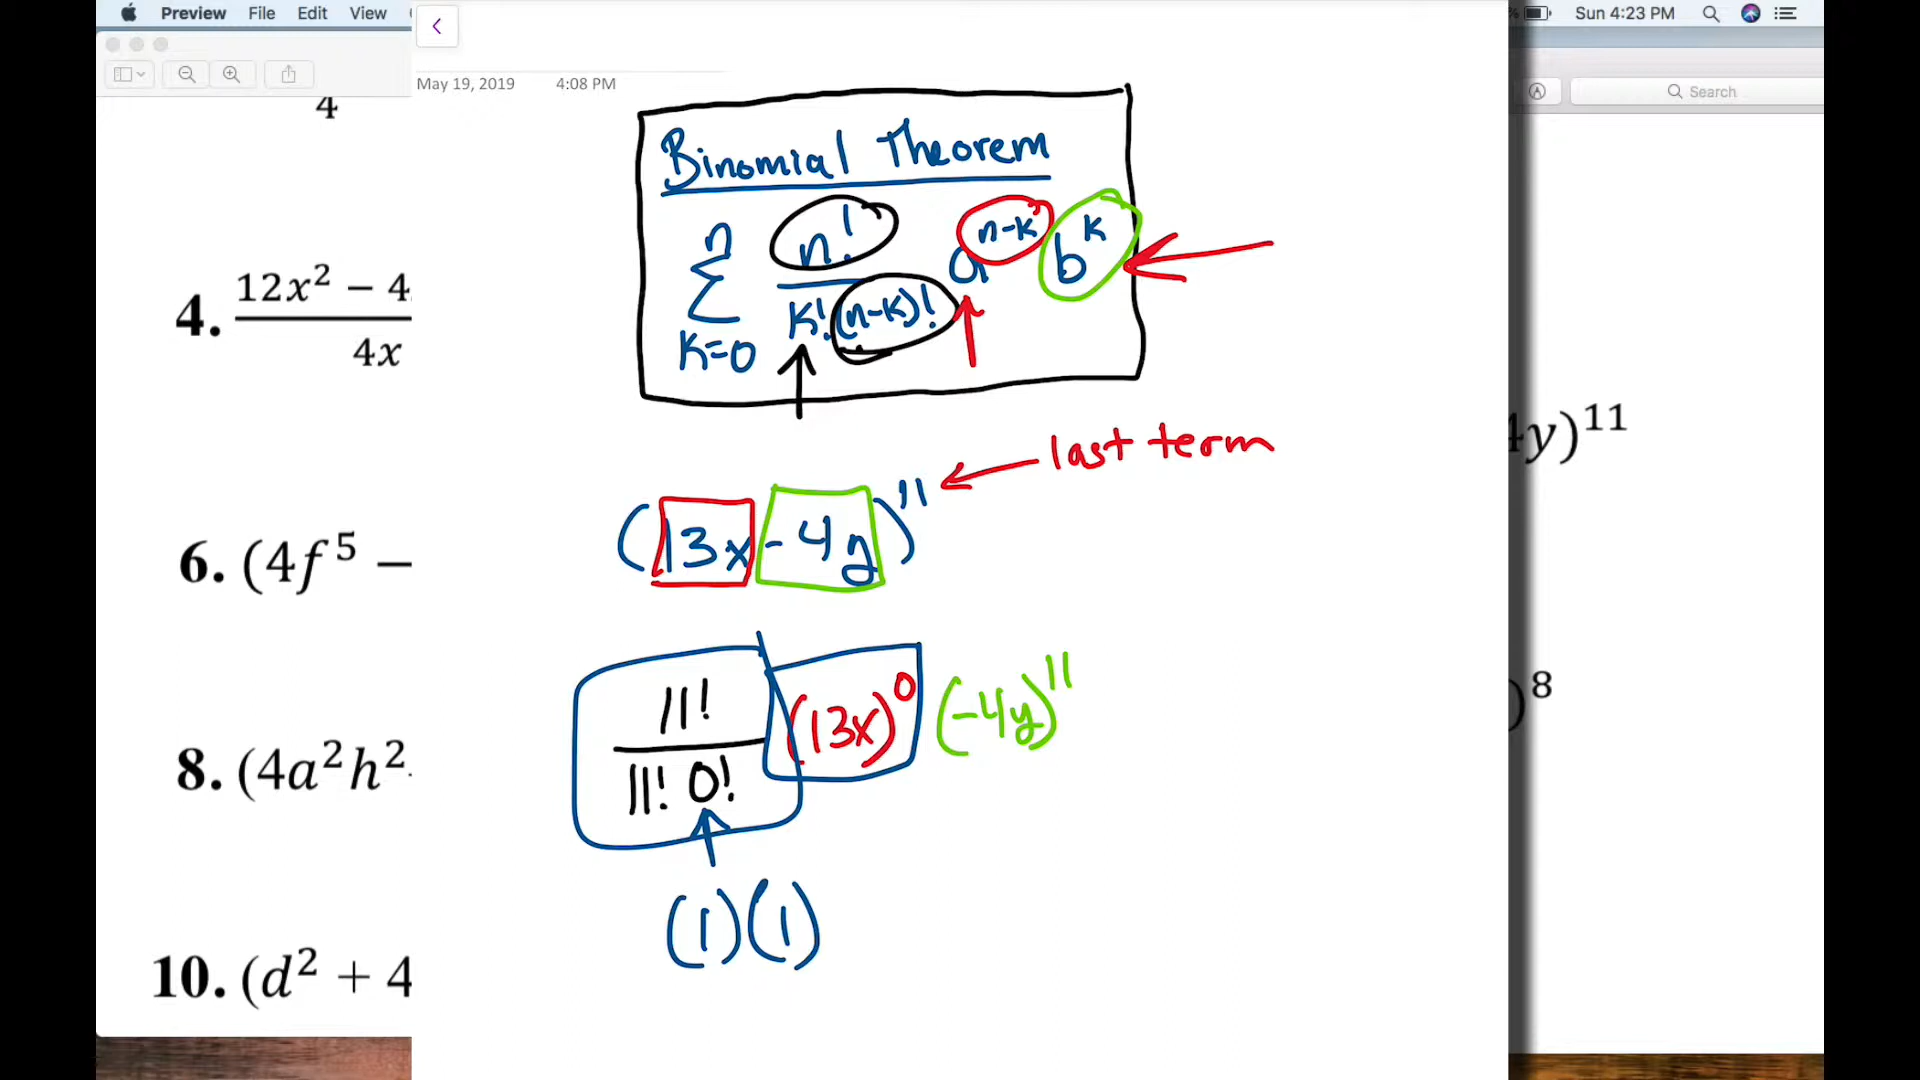 Preview File Edit View
Sun 4:23 PM
Search
May 19, 2019 4:08 PM
4
4. 12x² − 4
4x
6. (4f⁵ −
8. (4a²h²
10. (d² + 4
Binomial Theorem
n
∑
k=0
n!
k!(n-k)!
a^(n-k) b^k
last term
(13x-4y)^11
11!
11! 0!
(13x)^0 (-4y)^11
(1)(1)
4y)¹¹
)⁸